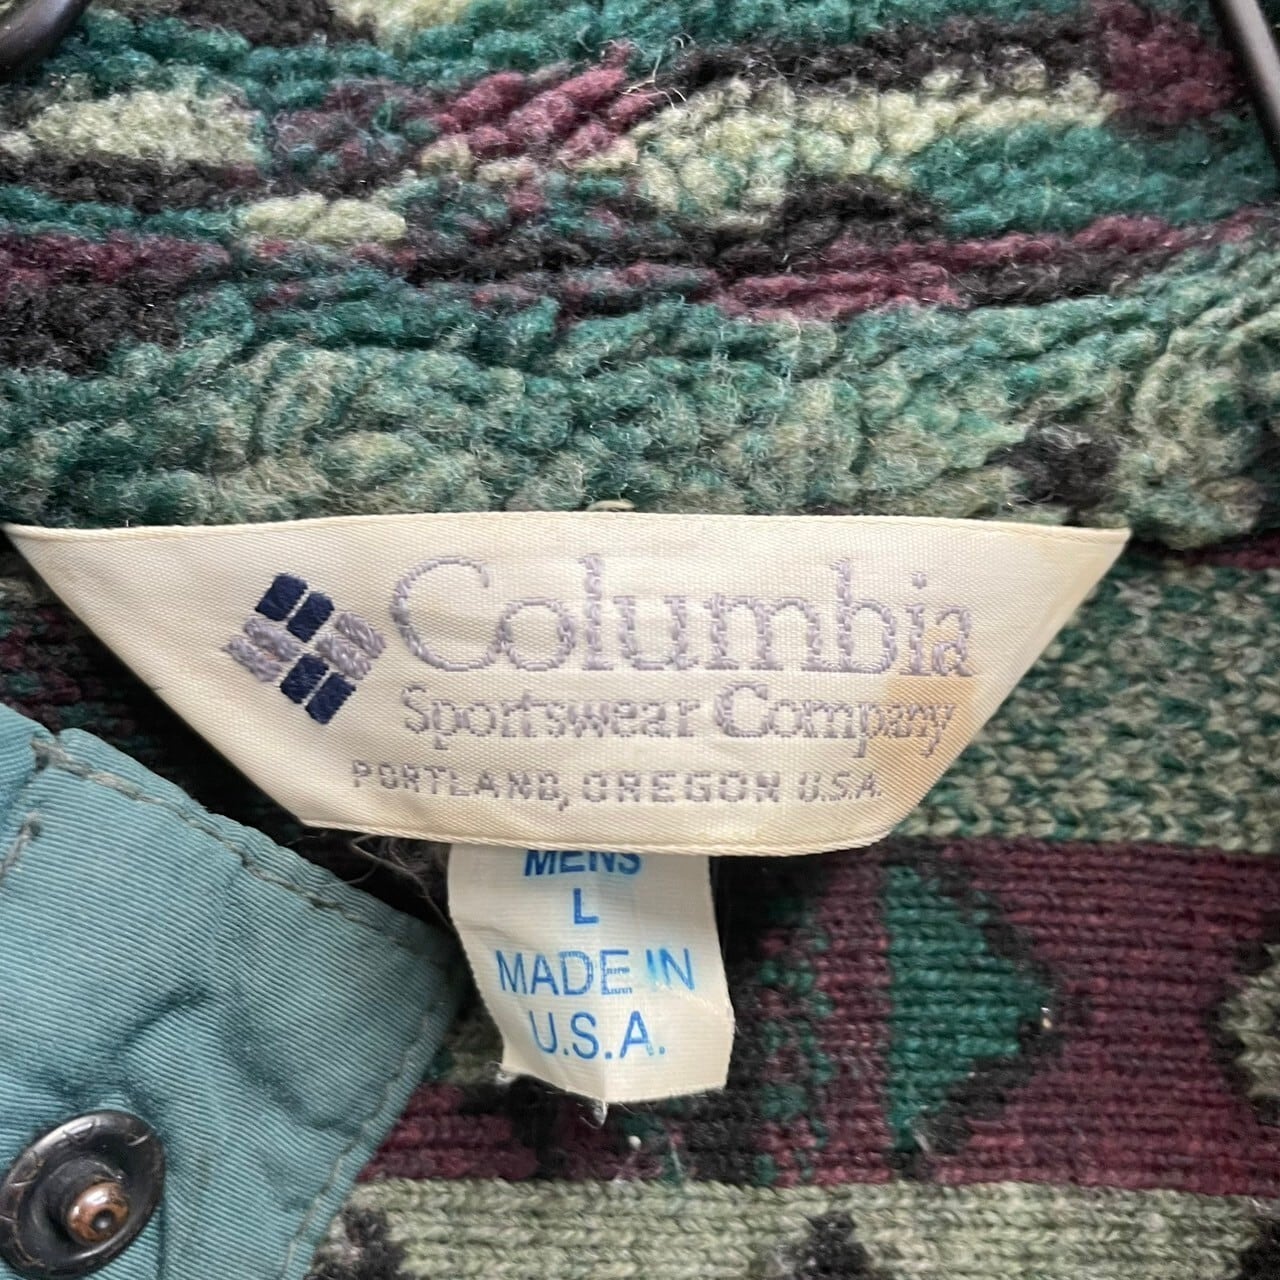 Columbia
Sportswear Company
PORTLAND, OREGON U.S.A.
MENS
L
MADE IN
U.S.A.